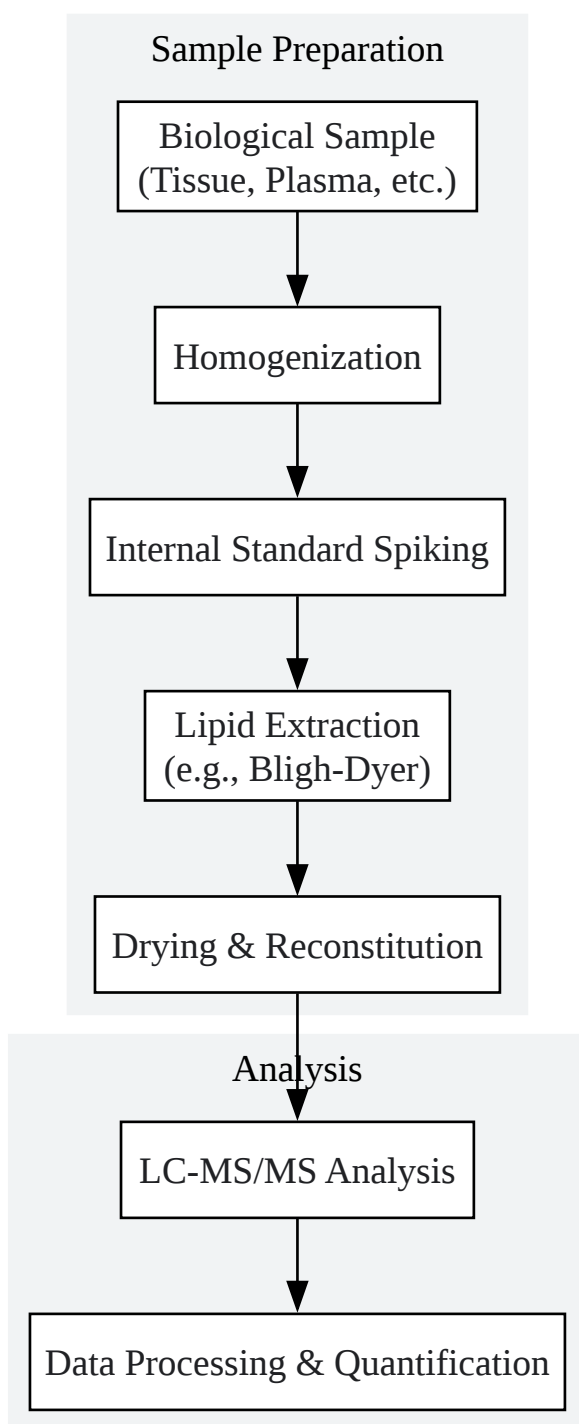 Sample Preparation
Biological Sample
(Tissue, Plasma, etc.)
Homogenization
Internal Standard Spiking
Lipid Extraction
(e.g., Bligh-Dyer)
Drying & Reconstitution
Analysis
LC-MS/MS Analysis
Data Processing & Quantification